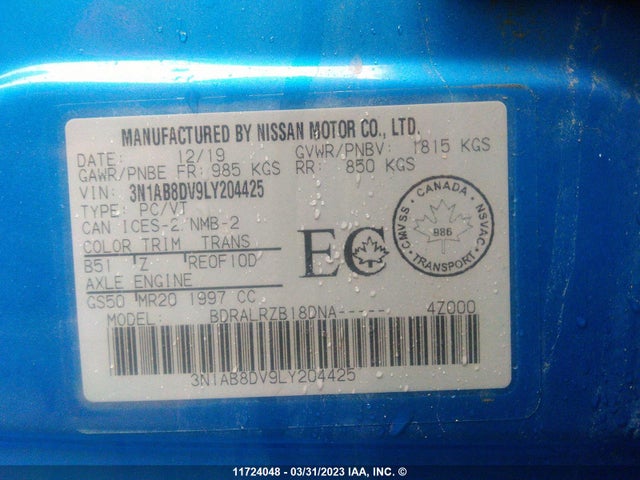 MANUFACTURED BY NISSAN MOTOR CO., LTD.
DATE: 12/19 GVWR/PNBV: 1815 KGS
GAWR/PNBE FR: 985 KGS RR: 850 KGS
VIN: 3N1AB8DV9LY204425
TYPE: PC/VT
CAN ICES-2/NMB-2
COLOR TRIM TRANS
B51 Z RE0F10D
AXLE ENGINE
GS50 MR20 1997 CC
MODEL: BDRALRZB18DNA----- 4Z000
3N1AB8DV9LY204425
EC
CANADA
CMVSS NSVAC
986
TRANSPORT
11724048 - 03/31/2023 IAA, INC. ©